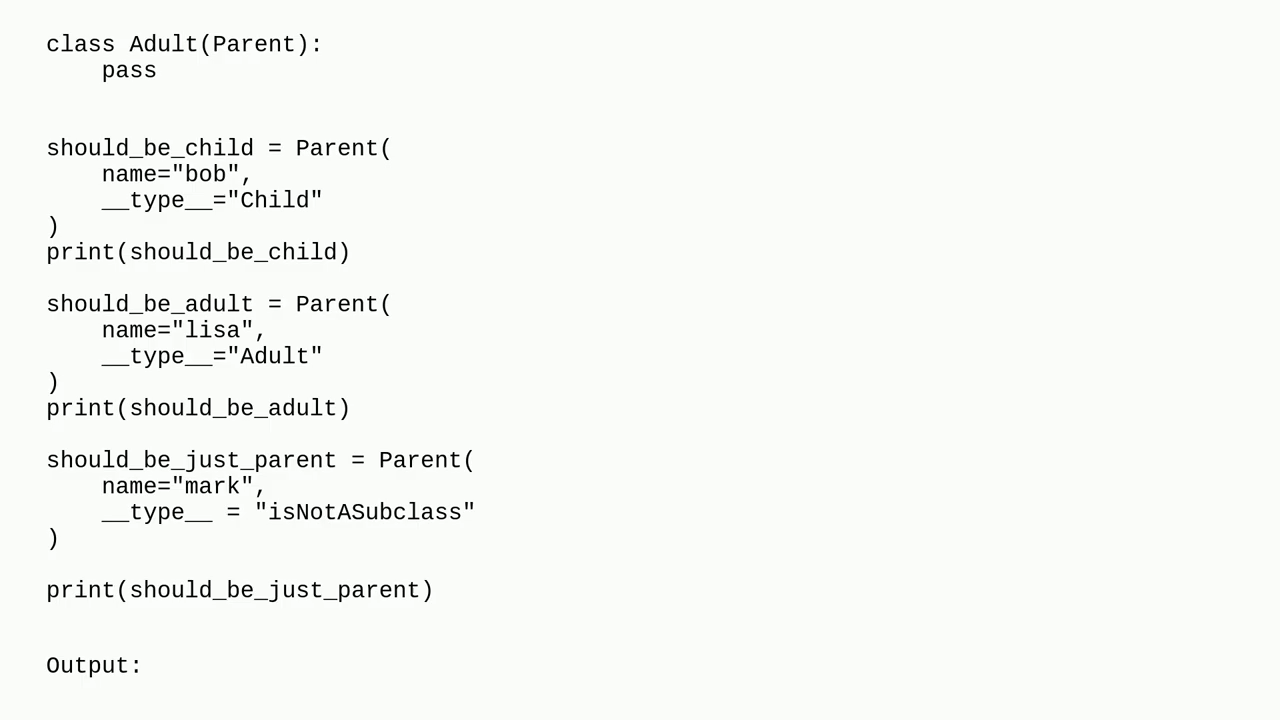 class Adult(Parent):
    pass
should_be_child = Parent(
    name="bob",
    __type__="Child"
)
print(should_be_child)
should_be_adult = Parent(
    name="lisa",
    __type__="Adult"
)
print(should_be_adult)
should_be_just_parent = Parent(
    name="mark",
    __type__ = "isNotASubclass"
)
print(should_be_just_parent)
Output: